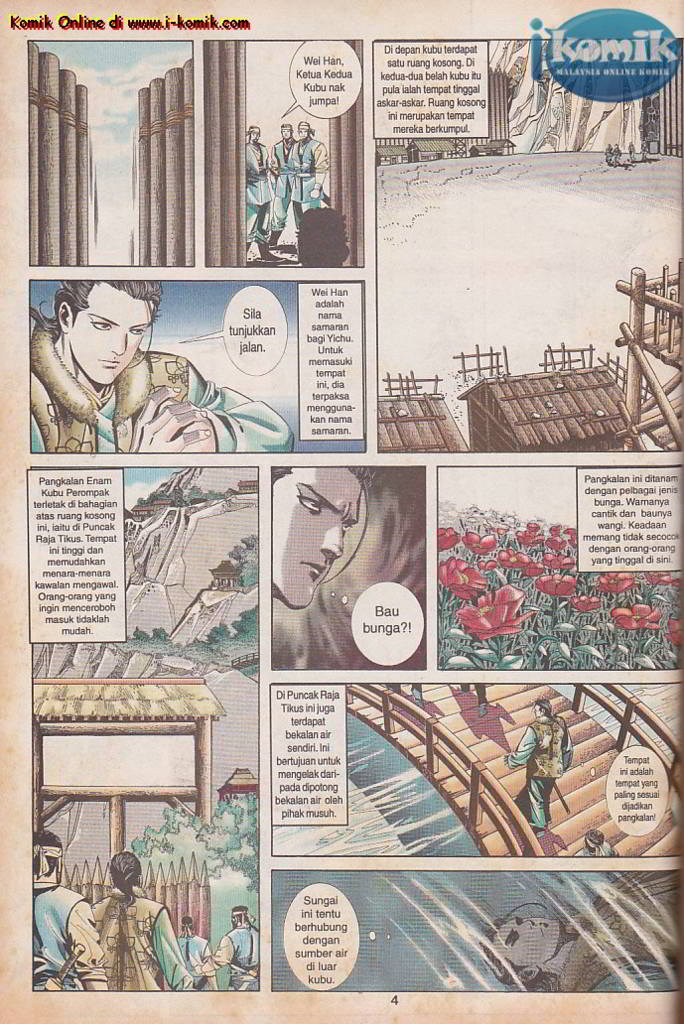 Komik Online di www.i-komik.com
ikomik
MALAYSIA ONLINE KOMIK
Wei Han,
Ketua Kedua
Kubu nak
jumpa!
Di depan kubu terdapat
satu ruang kosong. Di
kedua-dua belah kubu itu
pula ialah tempat tinggal
askar-askar. Ruang kosong
ini merupakan tempat
mereka berkumpul.
Sila
tunjukkan
jalan.
Wei Han
adalah
nama
samaran
bagi Yichu.
Untuk
memasuki
tempat
ini, dia
terpaksa
mengguna-
kan nama
samaran.
Pangkalan Enam
Kubu Perompak
terletak di bahagian
atas ruang kosong
ini, iaitu di Puncak
Raja Tikus. Tempat
ini tinggi dan
memudahkan
menara-menara
kawalan mengawal.
Orang-orang yang
ingin menceroboh
masuk tidaklah
mudah.
Bau
bunga?!
Pangkalan ini ditanam
dengan pelbagai jenis
bunga. Warnanya
cantik dan baunya
wangi. Keadaan
memang tidak secocok
dengan orang-orang
yang tinggal di sini.
Di Puncak Raja
Tikus ini juga
terdapat
bekalan air
sendiri. Ini
bertujuan untuk
mengelak dari-
pada dipotong
bekalan air oleh
pihak musuh.
Tempat
ini adalah
tempat yang
paling sesuai
dijadikan
pangkalan!
Sungai
ini tentu
berhubung
dengan
sumber air
di luar
kubu.
4